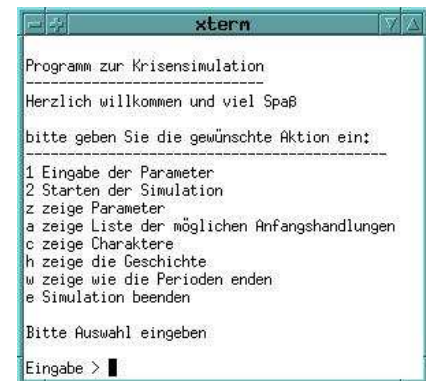 xterm
Programm zur Krisensimulation
-----------------------------
Herzlich willkommen und viel Spaß
bitte geben Sie die gewünschte Aktion ein:
--------------------------------------------
1 Eingabe der Parameter
2 Starten der Simulation
z zeige Parameter
a zeige Liste der möglichen Anfangshandlungen
c zeige Charaktere
h zeige die Geschichte
w zeige wie die Perioden enden
e Simulation beenden
Bitte Auswahl eingeben
Eingabe >